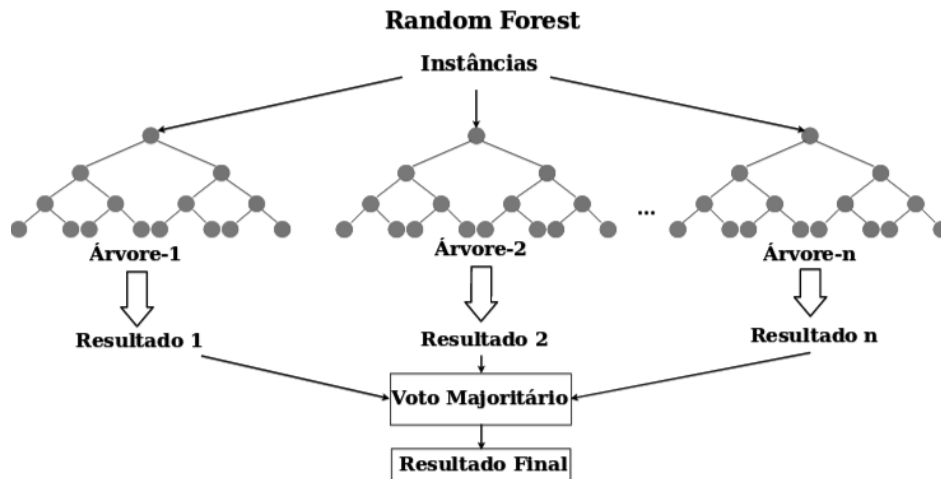 Random Forest
Instâncias
...
Árvore-1
Árvore-2
Árvore-n
Resultado 1
Resultado 2
Resultado n
Voto Majoritário
Resultado Final